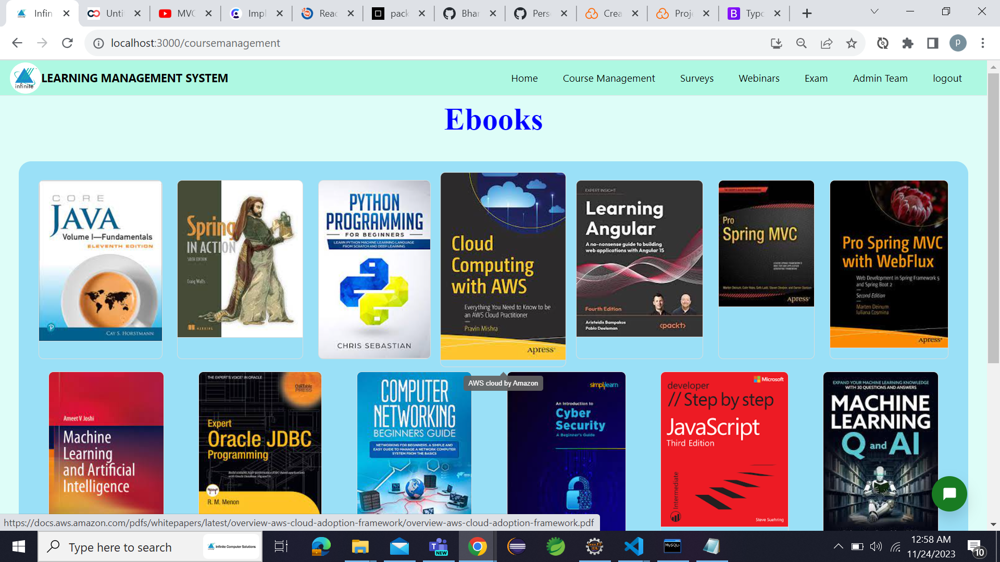 Infin
Unti
MVC
Impl
Reac
pack
Bhar
Pers
Crea
Proje
Typo
localhost:3000/coursemanagement
P
infinite
LEARNING MANAGEMENT SYSTEM
Home
Course Management
Surveys
Webinars
Exam
Admin Team
logout
Ebooks
CORE
JAVA
Volume I—Fundamentals
ELEVENTH EDITION
CAY S. HORSTMANN
Spring
IN ACTION
SIXTH EDITION
Craig Walls
MANNING
PYTHON
PROGRAMMING
FOR BEGINNERS
LEARN PYTHON MACHINE LEARNING LANGUAGE
FROM SCRATCH AND DEEP LEARNING
CHRIS SEBASTIAN
Cloud
Computing
with AWS
Everything You Need to Know to be
an AWS Cloud Practitioner
Pravin Mishra
Apress®
EXPERT INSIGHT
Learning
Angular
A no-nonsense guide to building
web applications with Angular 15
Fourth Edition
Aristeidis Bampakos
Pablo Deeleman
<packt>
Pro
Spring MVC
Apress®
Pro Spring MVC
with WebFlux
Web Development in Spring Framework 5
and Spring Boot 2
Second Edition
Marten Deinum
Iuliana Cosmina
Apress®
AWS cloud by Amazon
Ameet V Joshi
Machine
Learning
and Artificial
Intelligence
THE EXPERT'S VOICE® IN ORACLE
OakTable
PRESS
Expert
Oracle JDBC
Programming
R. M. Menon
COMPUTER
NETWORKING
BEGINNERS GUIDE
NETWORKING FOR BEGINNERS. A SIMPLE AND
EASY GUIDE TO MANAGE A NETWORK COMPUTER
SYSTEM FROM THE BASICS
simplilearn
An Introduction to
Cyber
Security
A Beginner's Guide
Microsoft
developer
// Step by step
JavaScript
Third Edition
Intermediate
Steve Suehring
EXPAND YOUR MACHINE LEARNING KNOWLEDGE
WITH 30 QUESTIONS AND ANSWERS
MACHINE
LEARNING
Q and AI
https://docs.aws.amazon.com/pdfs/whitepapers/latest/overview-aws-cloud-adoption-framework/overview-aws-cloud-adoption-framework.pdf
Type here to search
Infinite Computer Solutions
NEW
Java EE
IDE
MySQL
12:58 AM
11/24/2023
10